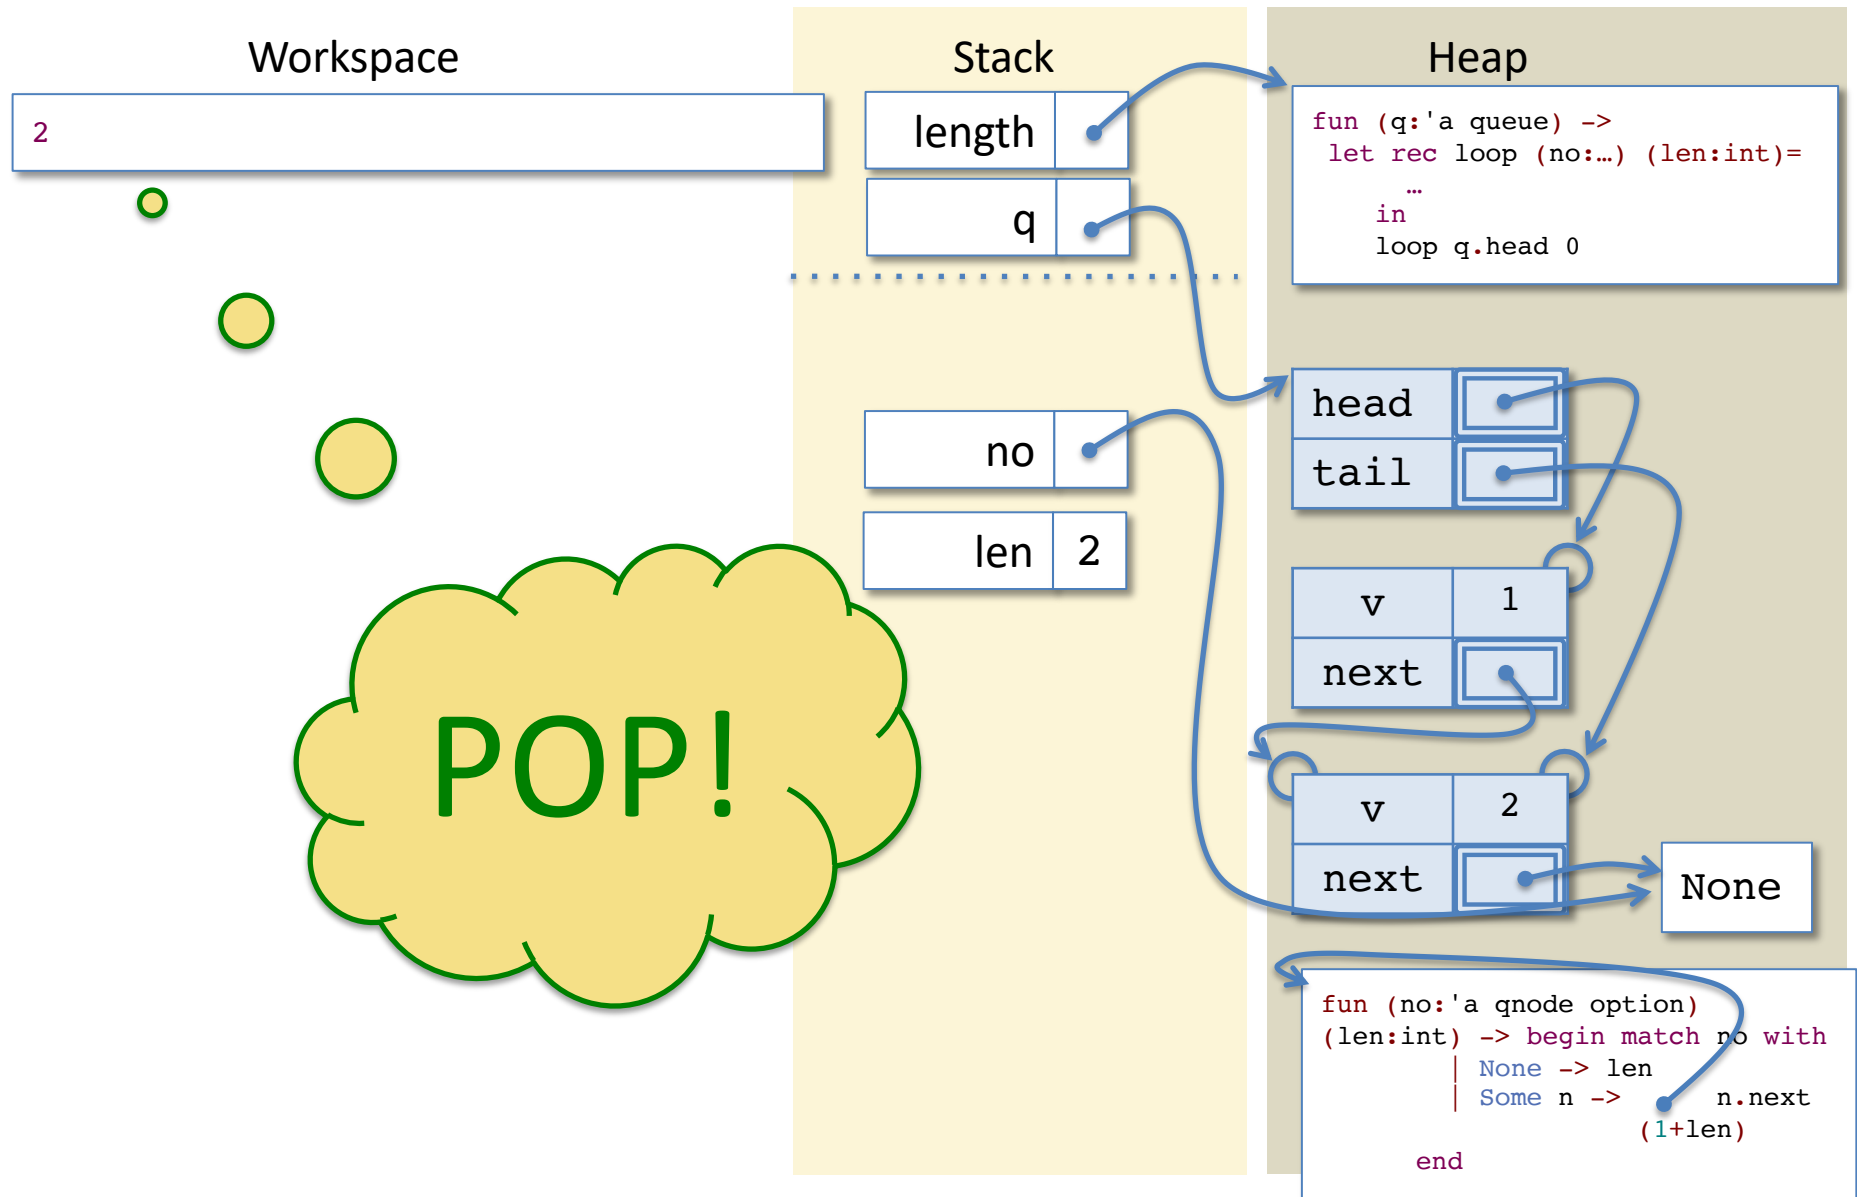 Workspace
2
POP!
Stack
length
q
no
len 2
Heap
fun (q:'a queue) ->
let rec loop (no:…) (len:int)=
…
in
loop q.head 0
head
tail
v 1
next
v 2
next
None
fun (no:'a qnode option)
(len:int) -> begin match no with
| None -> len
| Some n -> n.next
(1+len)
end